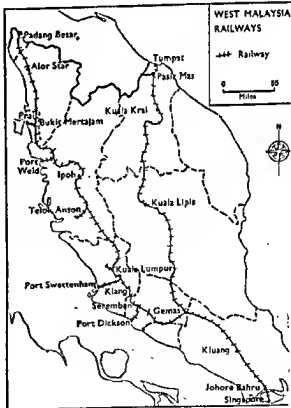 WEST MALAYSIA
RAILWAYS
Railway
0 85
Miles
N
Padang Besar
Alor Star
Tumpat
Pasir Mas
Prai
Bukit Mertajam
Kuala Krai
Port
Weld
Ipoh
Telok Anson
Kuala Lipis
Kuala Lumpur
Port Swettenham
Klang
Seremban
Gemas
Port Dickson
Kluang
Johore Bahru
Singapore